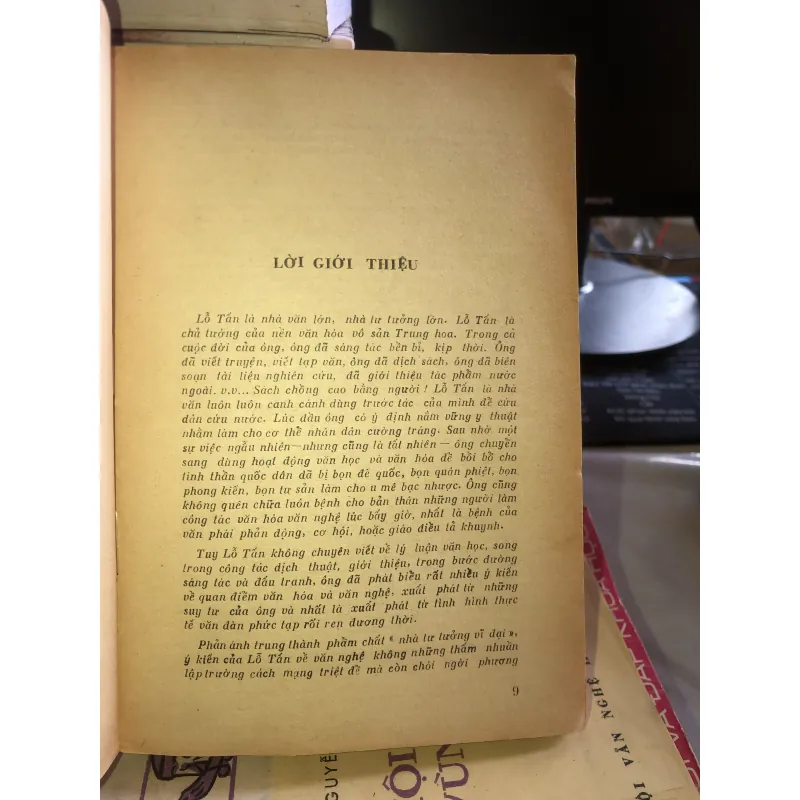 LỜI GIỚI THIỆU
Lỗ Tấn là nhà văn lớn, nhà tư tưởng lớn. Lỗ Tấn là
chủ tướng của nền văn hóa vô sản Trung hoa. Trong cả
cuộc đời của ông, ông đã sáng tác bền bỉ, kịp thời. Ông
đã viết truyện, viết tạp văn, ông đã dịch sách, ông đã biên
soạn tài liệu nghiên cứu, đã giới thiệu tác phẩm nước
ngoài. v.v... Sách chồng cao bằng người ! Lỗ Tấn là nhà
văn luôn luôn canh cánh dùng trước tác của mình để cứu
dân cứu nước. Lúc đầu ông có ý định nắm vững y thuật
nhằm làm cho cơ thể nhân dân cường tráng. Sau nhờ một
sự việc ngẫu nhiên—nhưng cũng là tất nhiên — ông chuyển
sang dùng hoạt động văn học và văn hóa để bồi bổ cho
tinh thần quốc dân đã bị bọn đế quốc, bọn quân phiệt, bọn
phong kiến, bọn tư sản làm cho u mê bạc nhược. Ông cũng
không quên chữa luôn bệnh cho bản thân những người làm
công tác văn hóa văn nghệ lúc bấy giờ, nhất là bệnh của
văn phái phản động, cơ hội, hoặc giáo điều tả khuynh.
Tuy Lỗ Tấn không chuyên viết về lý luận văn học, song
trong công tác dịch thuật, giới thiệu, trong bước đường
sáng tác và đấu tranh, ông đã phát biểu rất nhiều ý kiến
về quan điểm văn hóa và văn nghệ, xuất phát từ những
suy tư của ông và nhất là xuất phát từ tình hình thực
tế văn đàn phức tạp rối ren đương thời.
Phản ánh trung thành phẩm chất « nhà tư tưởng vĩ đại »,
ý kiến của Lỗ Tấn về văn nghệ không những thấm nhuần
lập trường cách mạng triệt để mà còn chói ngời phương
9